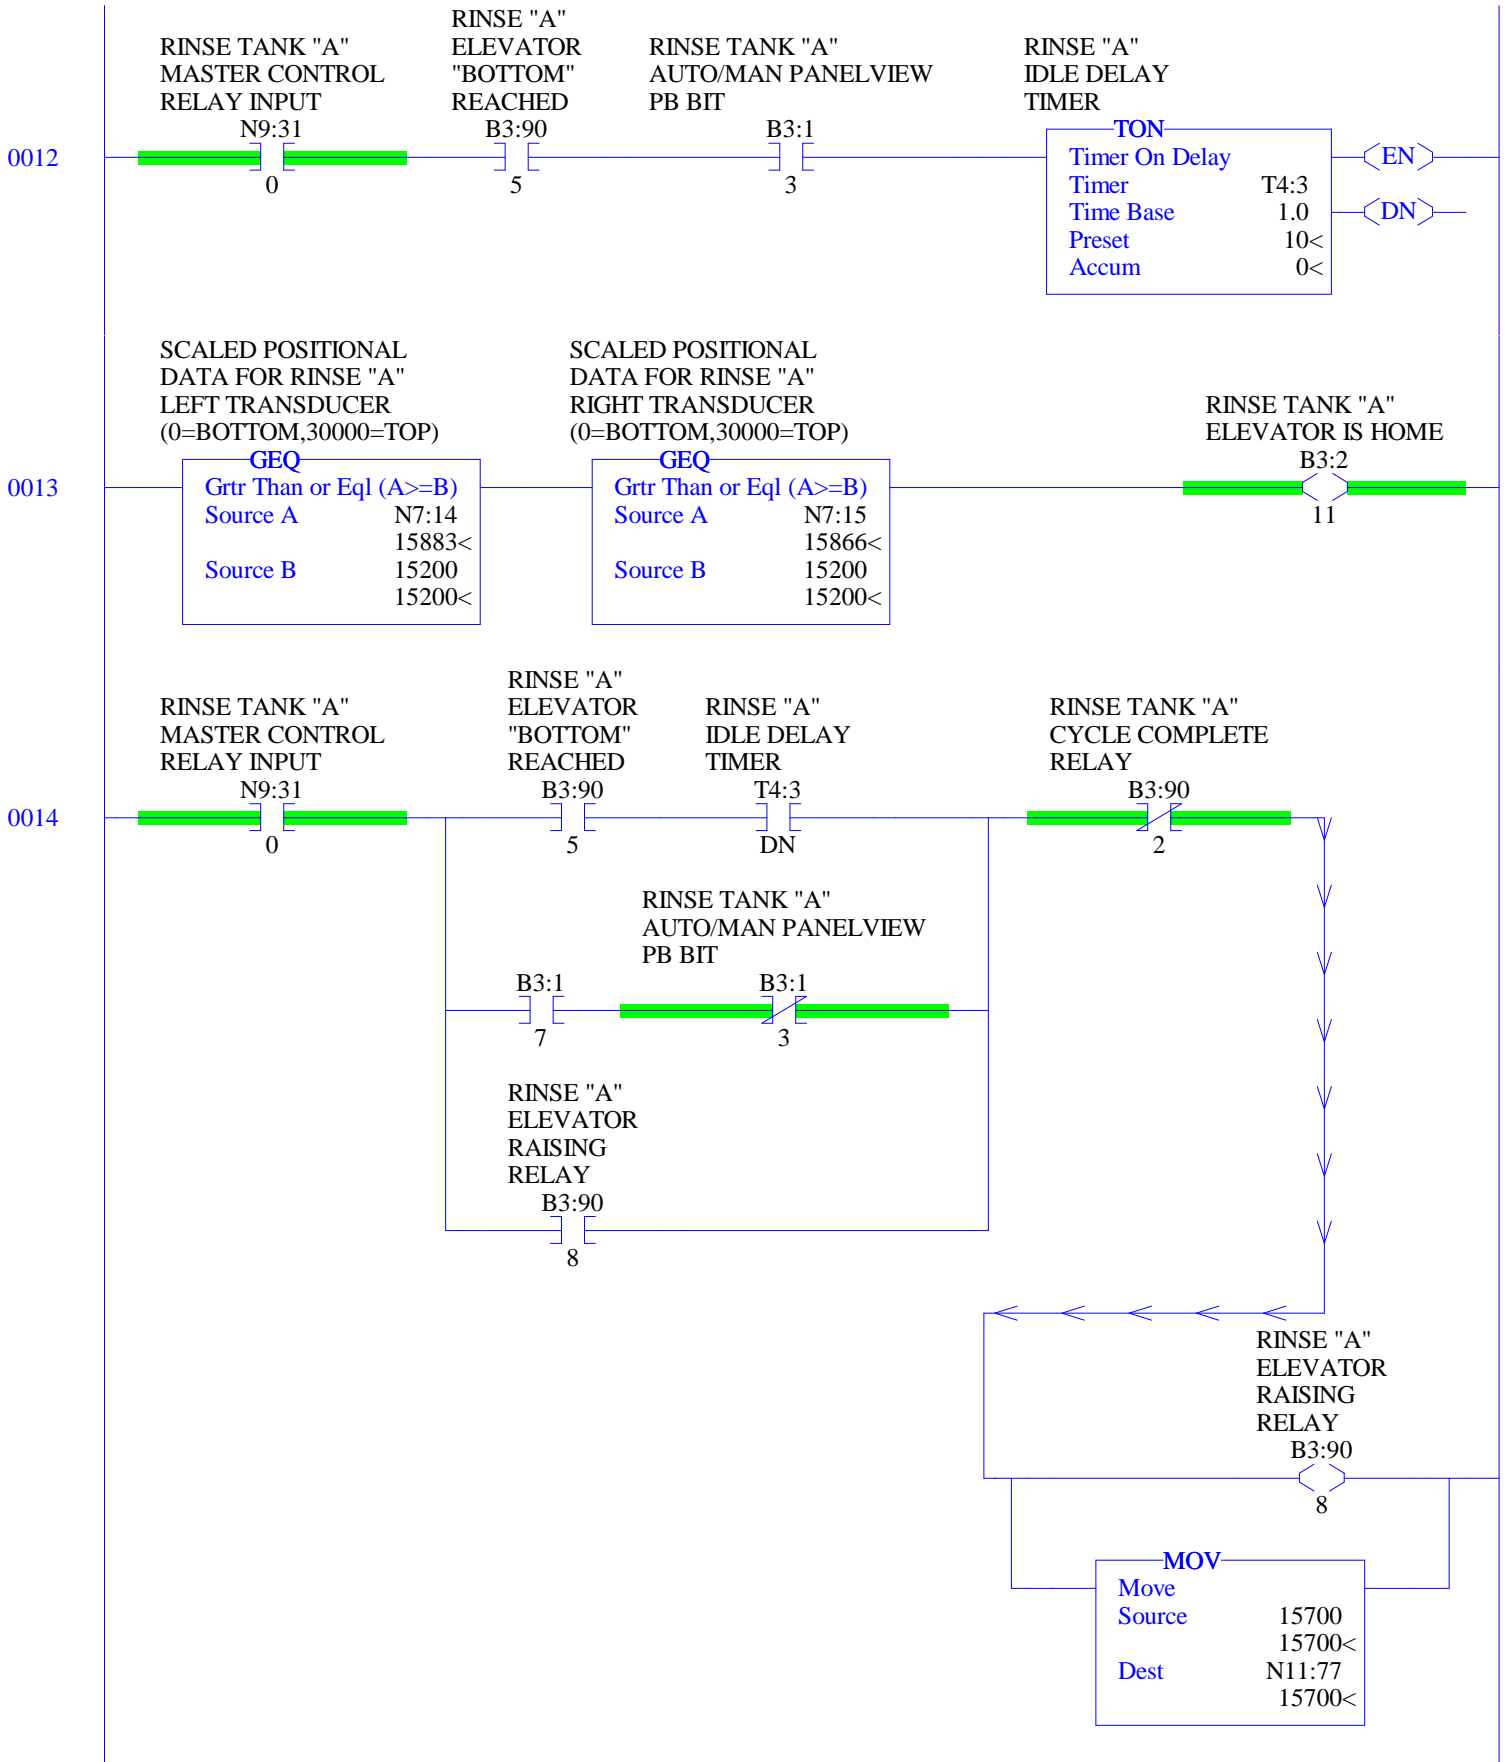 RINSE TANK "A"
MASTER CONTROL
RELAY INPUT
N9:31
0
RINSE "A"
ELEVATOR
"BOTTOM"
REACHED
B3:90
5
RINSE TANK "A"
AUTO/MAN PANELVIEW
PB BIT
B3:1
3
RINSE "A"
IDLE DELAY
TIMER
TON
Timer On Delay
Timer T4:3
Time Base 1.0
Preset 10<
Accum 0<
EN
DN
0012
SCALED POSITIONAL
DATA FOR RINSE "A"
LEFT TRANSDUCER
(0=BOTTOM,30000=TOP)
GEQ
Grtr Than or Eql (A>=B)
Source A N7:14
15883<
Source B 15200
15200<
SCALED POSITIONAL
DATA FOR RINSE "A"
RIGHT TRANSDUCER
(0=BOTTOM,30000=TOP)
GEQ
Grtr Than or Eql (A>=B)
Source A N7:15
15866<
Source B 15200
15200<
RINSE TANK "A"
ELEVATOR IS HOME
B3:2
11
0013
RINSE TANK "A"
MASTER CONTROL
RELAY INPUT
N9:31
0
RINSE "A"
ELEVATOR
"BOTTOM"
REACHED
B3:90
5
RINSE "A"
IDLE DELAY
TIMER
T4:3
DN
RINSE TANK "A"
CYCLE COMPLETE
RELAY
B3:90
2
0014
B3:1
7
RINSE TANK "A"
AUTO/MAN PANELVIEW
PB BIT
B3:1
3
RINSE "A"
ELEVATOR
RAISING
RELAY
B3:90
8
RINSE "A"
ELEVATOR
RAISING
RELAY
B3:90
8
MOV
Move
Source 15700
15700<
Dest N11:77
15700<